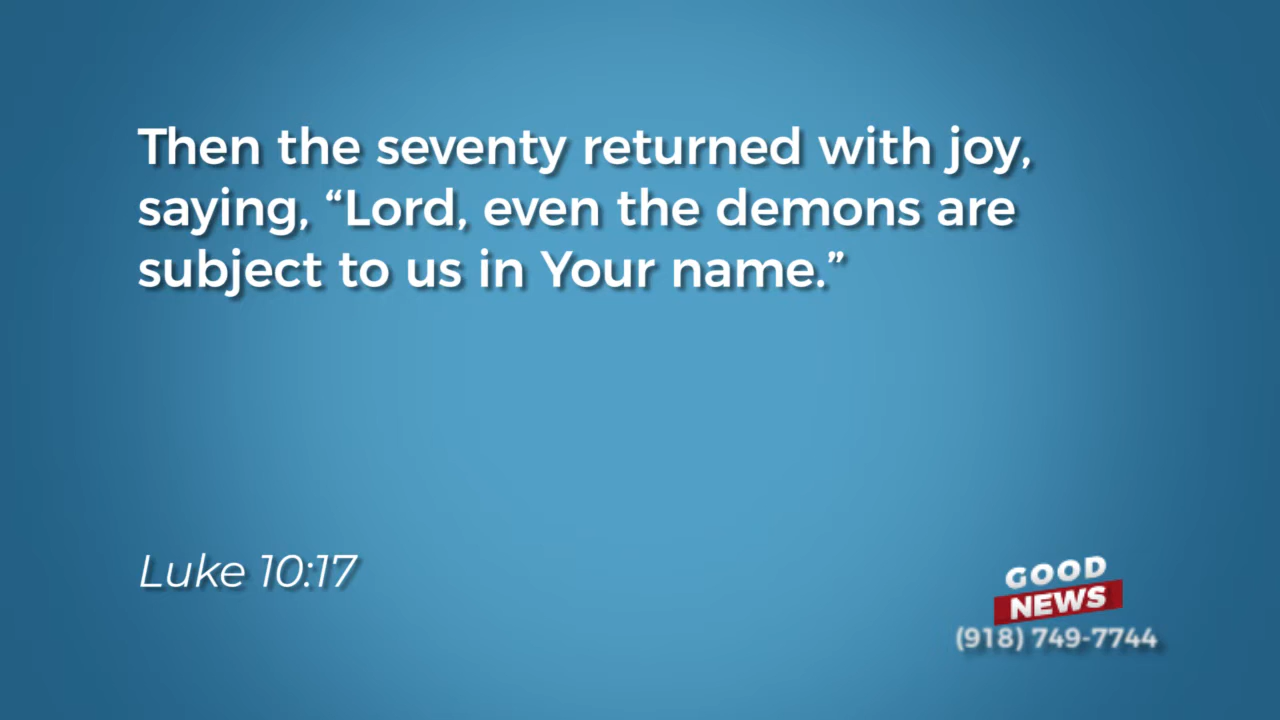 Then the seventy returned with joy,
saying, “Lord, even the demons are
subject to us in Your name.”
Luke 10:17
GOOD
NEWS
(918) 749-7744